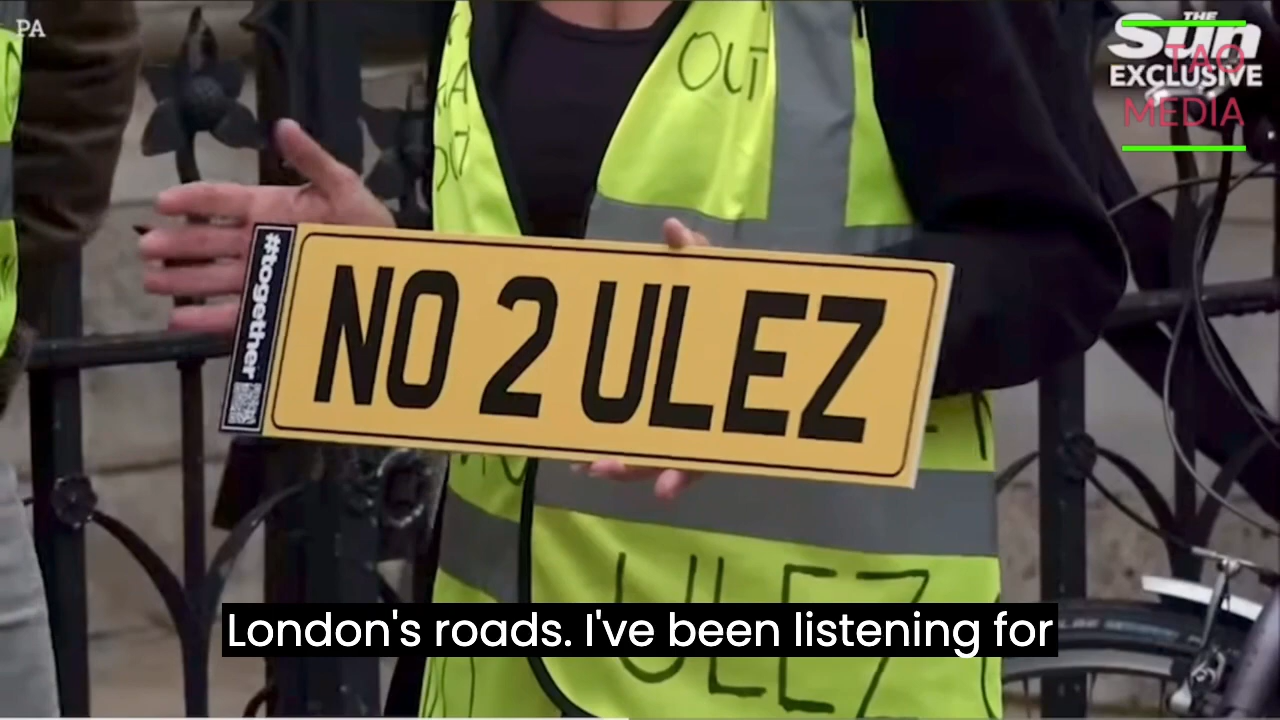 PA
THE
Sun
EXCLUSIVE
TAO
MEDIA
OUT
#together
NO 2 ULEZ
ULEZ
London's roads. I've been listening for